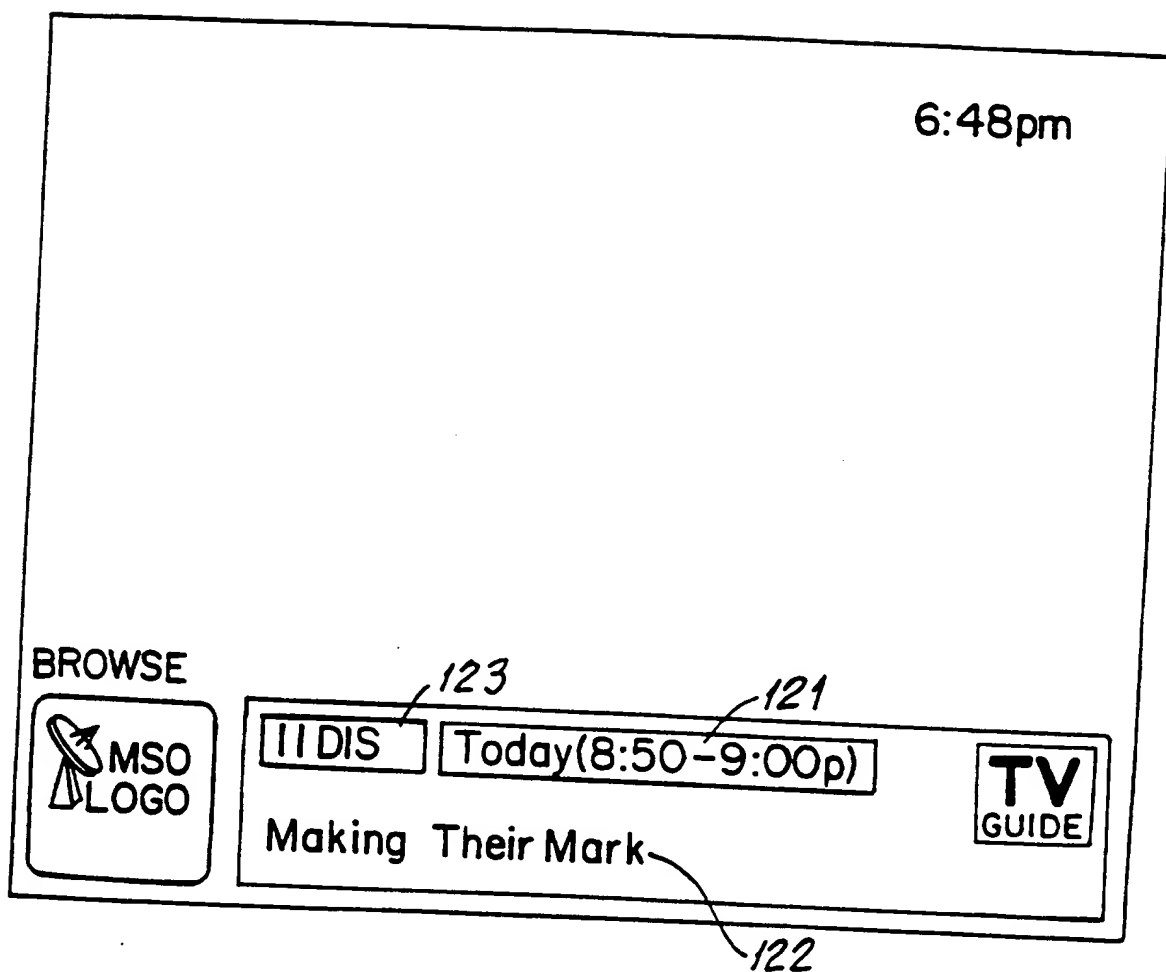 6:48pm
BROWSE
123
121
MSO
LOGO
11 DIS
Today(8:50-9:00p)
TV
GUIDE
Making Their Mark
122